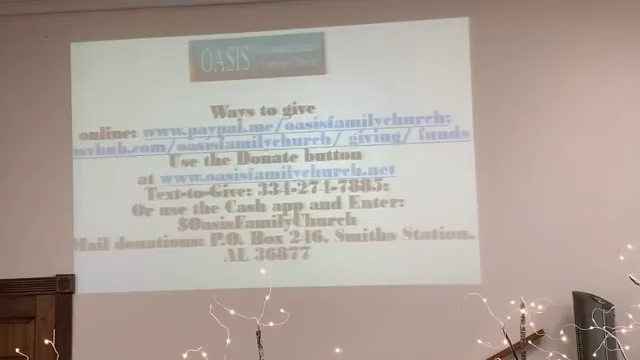 OASIS
Ways to give
online: www.paypal.me/oasisfamilychurch;
/oasisfamilychurch/ giving/ funds
Use the Donate button
at www.oasisfamilychurch.net
Text-to-Give: 334-274-7885;
Or use the Cash app and Enter:
$OasisFamilyChurch
Mail donations: P.O. Box 246, Smiths Station,
AL 36877